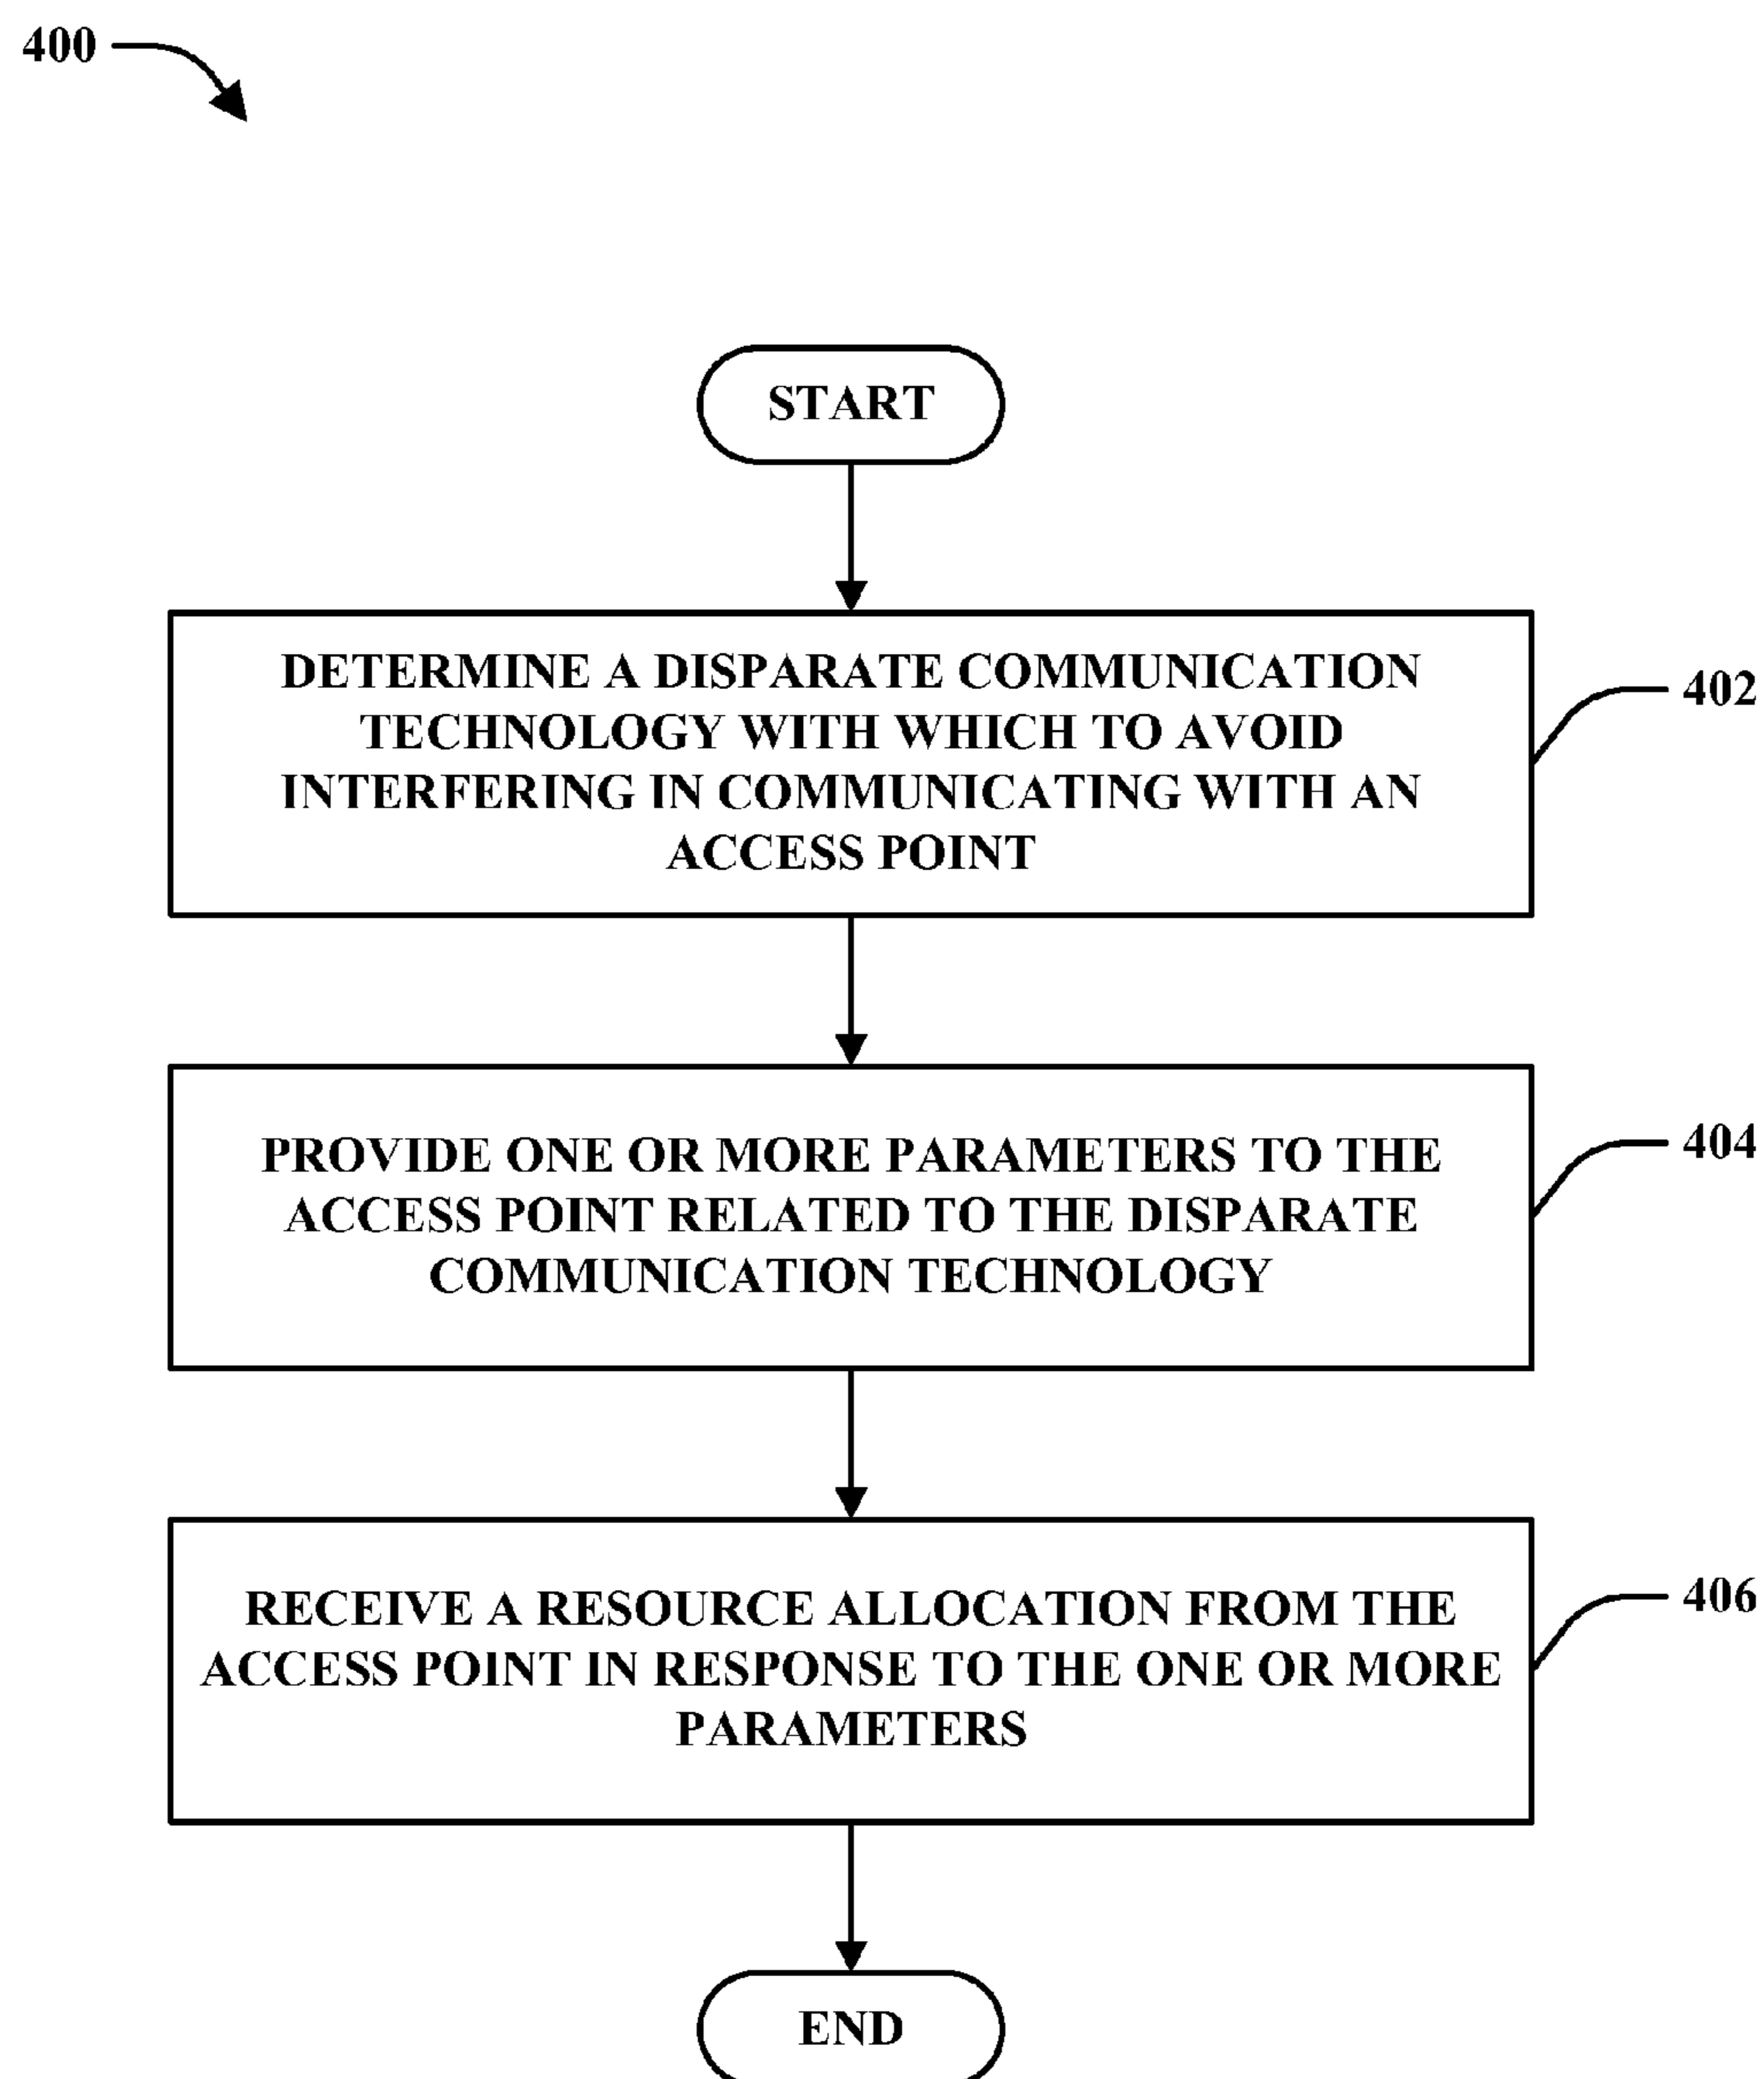 400
START
DETERMINE A DISPARATE COMMUNICATION
TECHNOLOGY WITH WHICH TO AVOID
INTERFERING IN COMMUNICATING WITH AN
ACCESS POINT
402
PROVIDE ONE OR MORE PARAMETERS TO THE
ACCESS POINT RELATED TO THE DISPARATE
COMMUNICATION TECHNOLOGY
404
RECEIVE A RESOURCE ALLOCATION FROM THE
ACCESS POINT IN RESPONSE TO THE ONE OR MORE
PARAMETERS
406
END